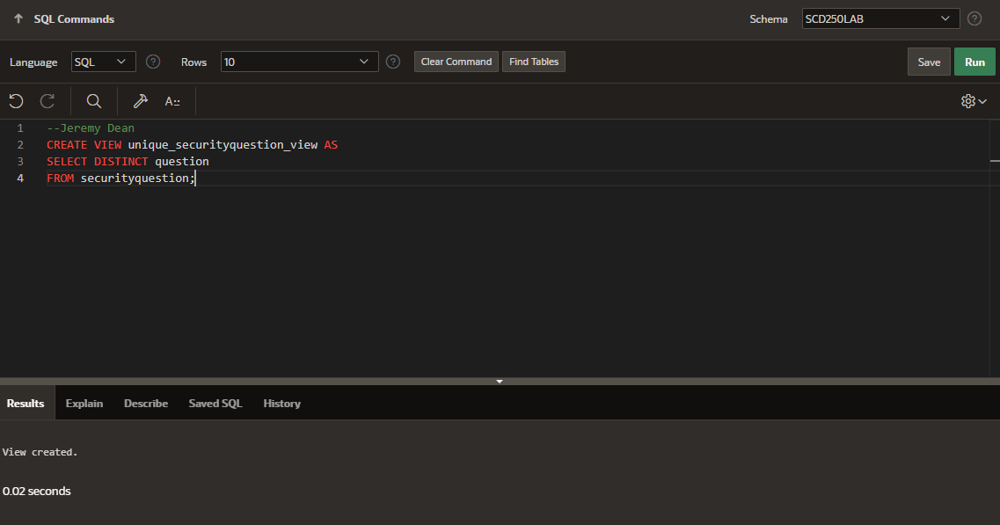 SQL Commands Schema SCD250LAB ?
Language SQL ? Rows 10 ? Clear Command Find Tables Save Run
A::
1 --Jeremy Dean
2 CREATE VIEW unique_securityquestion_view AS
3 SELECT DISTINCT question
4 FROM securityquestion;
Results Explain Describe Saved SQL History
View created.
0.02 seconds